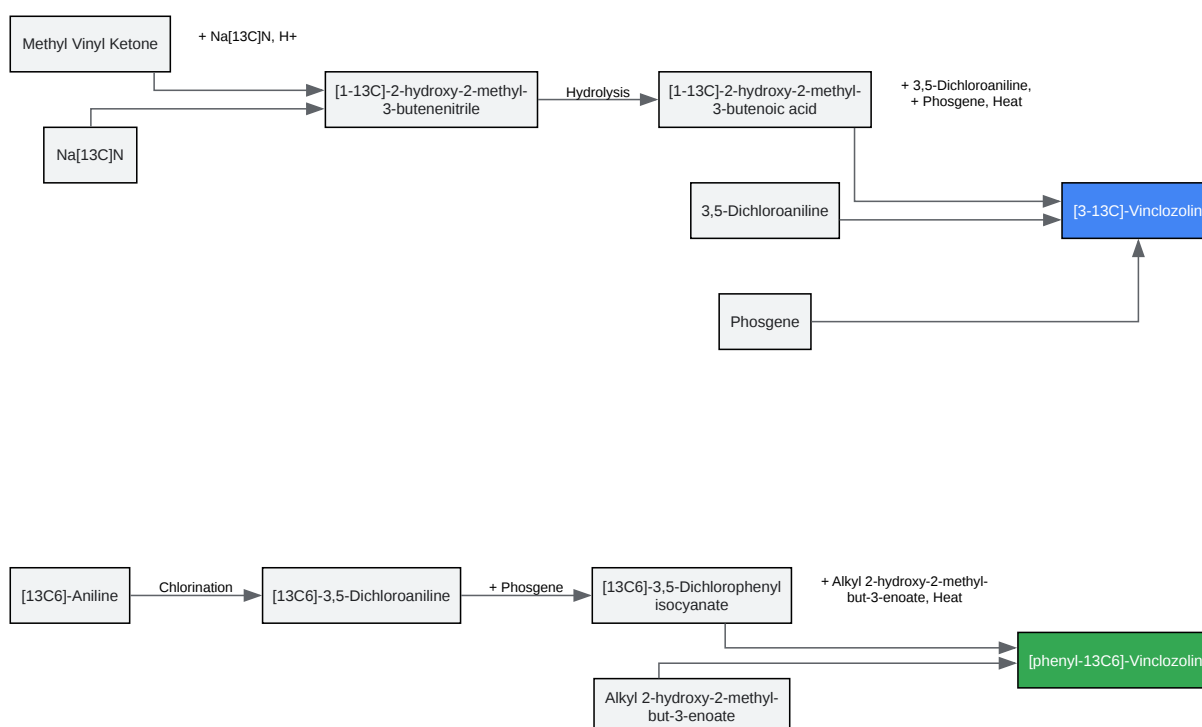 Methyl Vinyl Ketone
+ Na[13C]N, H+
Na[13C]N
[1-13C]-2-hydroxy-2-methyl-
3-butenenitrile
Hydrolysis
[1-13C]-2-hydroxy-2-methyl-
3-butenoic acid
+ 3,5-Dichloroaniline,
+ Phosgene, Heat
3,5-Dichloroaniline
[3-13C]-Vinclozolin
Phosgene
[13C6]-Aniline
Chlorination
[13C6]-3,5-Dichloroaniline
+ Phosgene
[13C6]-3,5-Dichlorophenyl
isocyanate
+ Alkyl 2-hydroxy-2-methyl-
but-3-enoate, Heat
Alkyl 2-hydroxy-2-methyl-
but-3-enoate
[phenyl-13C6]-Vinclozolin